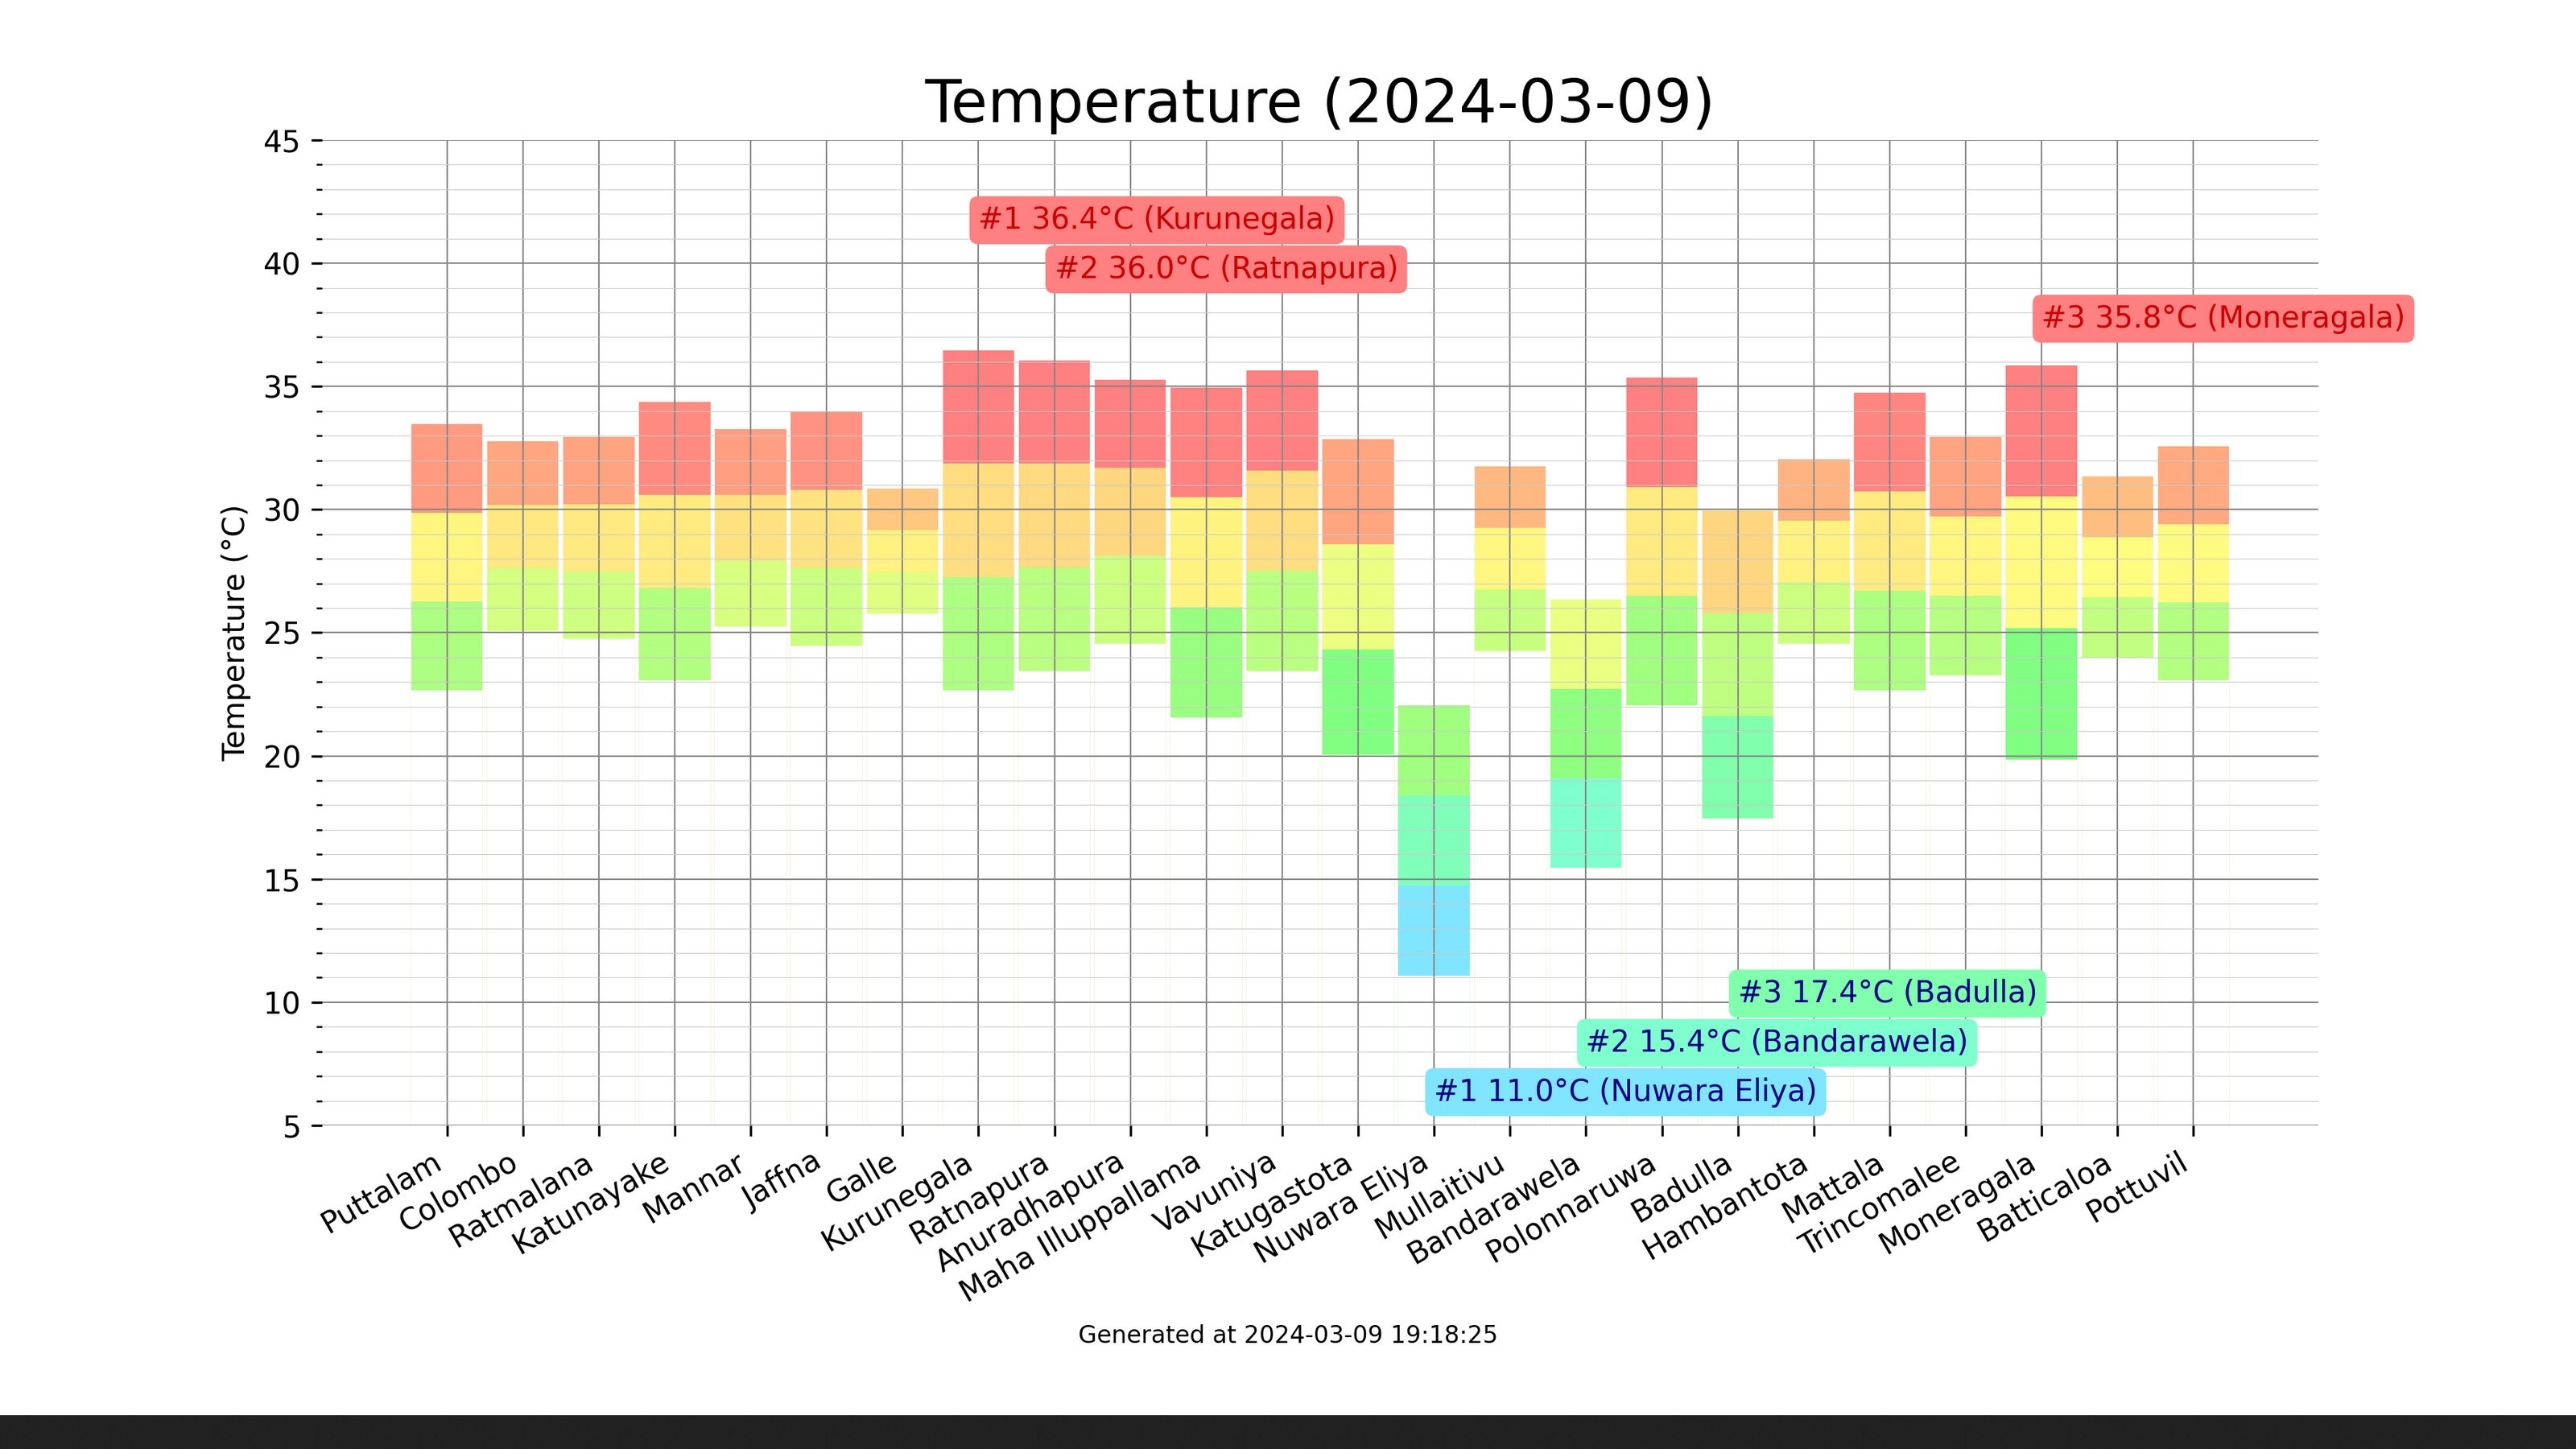 Temperature (2024-03-09)
45
40
35
30
25
20
15
10
5
Temperature (°C)
#1 36.4°C (Kurunegala)
#2 36.0°C (Ratnapura)
#3 35.8°C (Moneragala)
#3 17.4°C (Badulla)
#2 15.4°C (Bandarawela)
#1 11.0°C (Nuwara Eliya)
Puttalam
Colombo
Ratmalana
Katunayake
Mannar
Jaffna
Galle
Kurunegala
Ratnapura
Anuradhapura
Maha Illuppallama
Vavuniya
Katugastota
Nuwara Eliya
Mullaitivu
Bandarawela
Polonnaruwa
Badulla
Hambantota
Mattala
Trincomalee
Moneragala
Batticaloa
Pottuvil
Generated at 2024-03-09 19:18:25